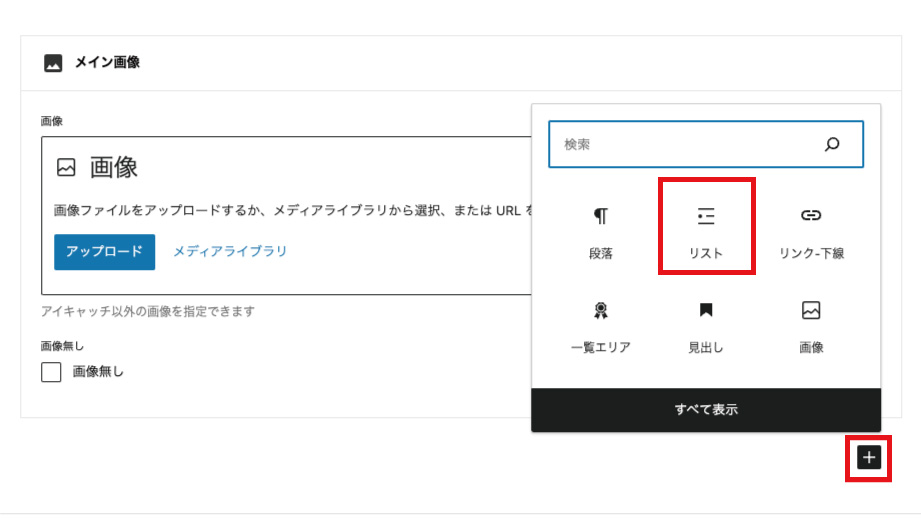 メイン画像
画像
画像
画像ファイルをアップロードするか、メディアライブラリから選択、または URL を
アップロード
メディアライブラリ
アイキャッチ以外の画像を指定できます
画像無し
画像無し
検索
段落
リスト
リンク-下線
一覧エリア
見出し
画像
すべて表示